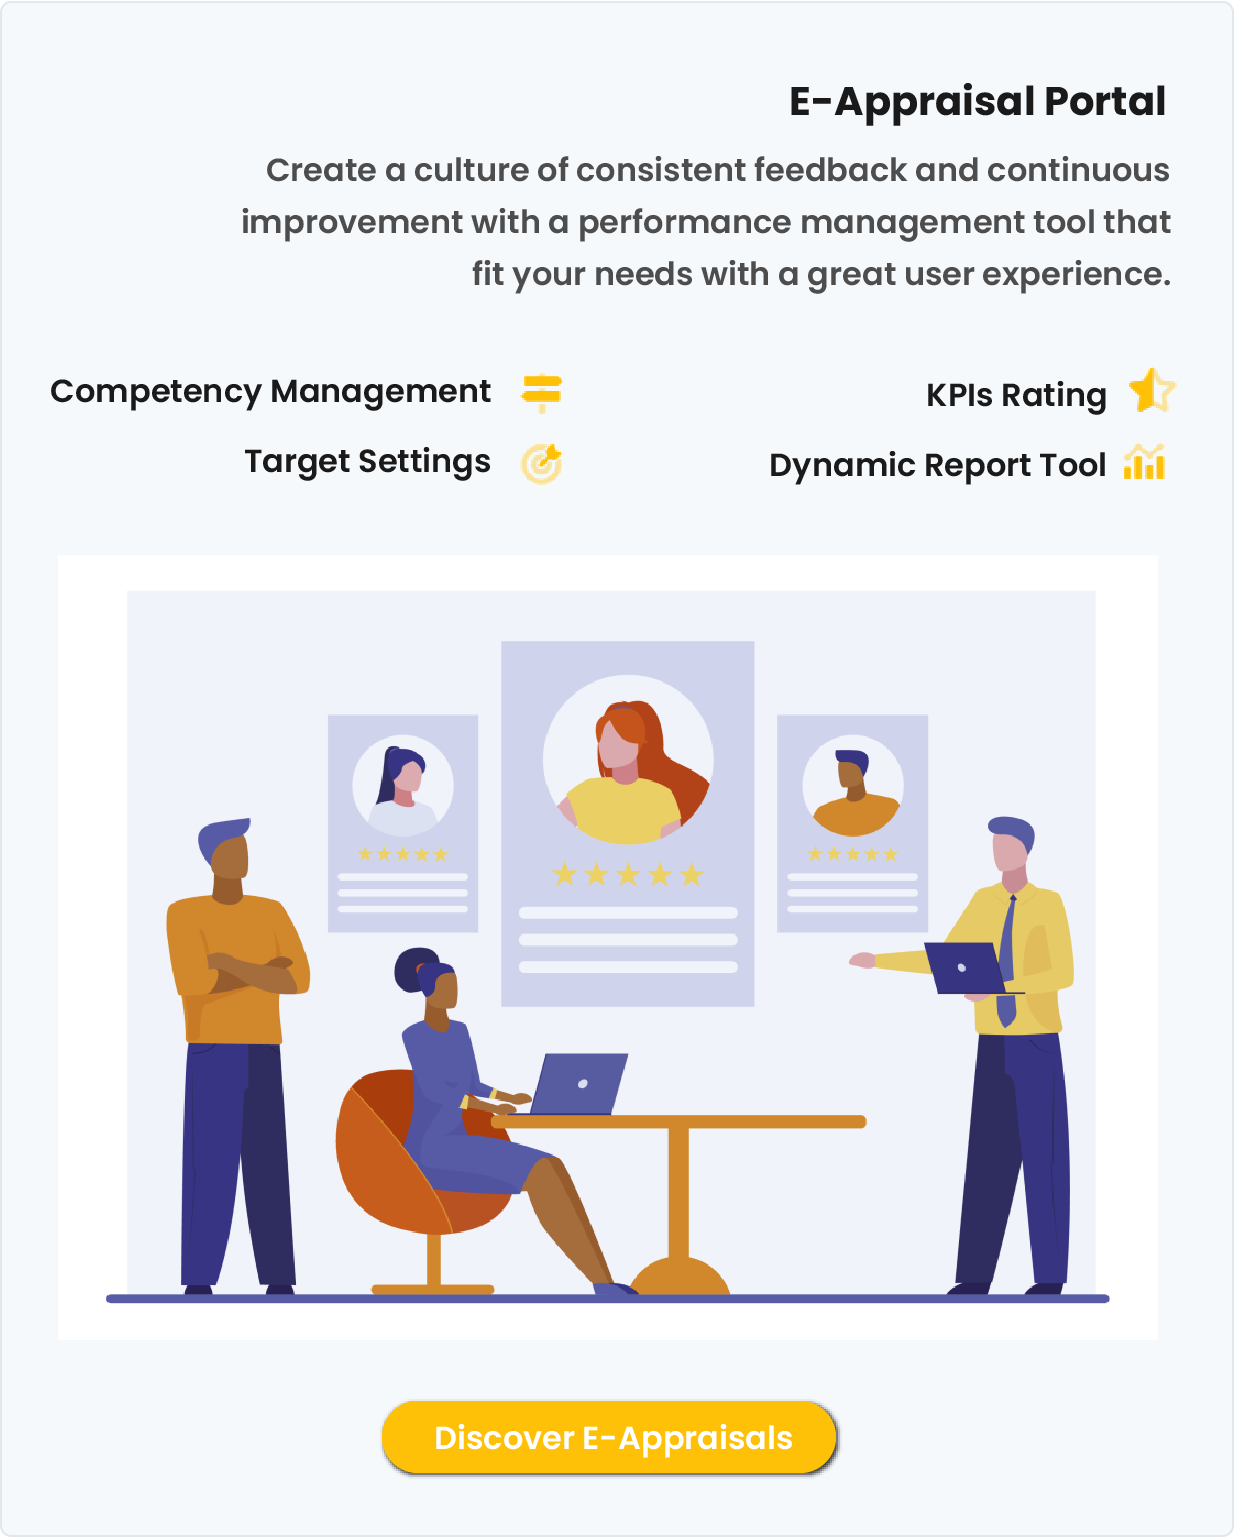 E-Appraisal Portal
Create a culture of consistent feedback and continuous
improvement with a performance management tool that
fit your needs with a great user experience.
Competency Management
KPIs Rating
Target Settings
Dynamic Report Tool
Discover E-Appraisals